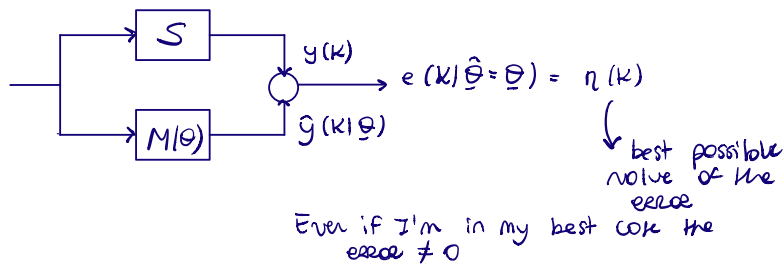 S
y(k)
e(k|θ̂=θ) = η(k)
M(θ)
ŷ(k|θ)
best possible
value of the
error
Even if I'm in my best case the
error ≠ 0